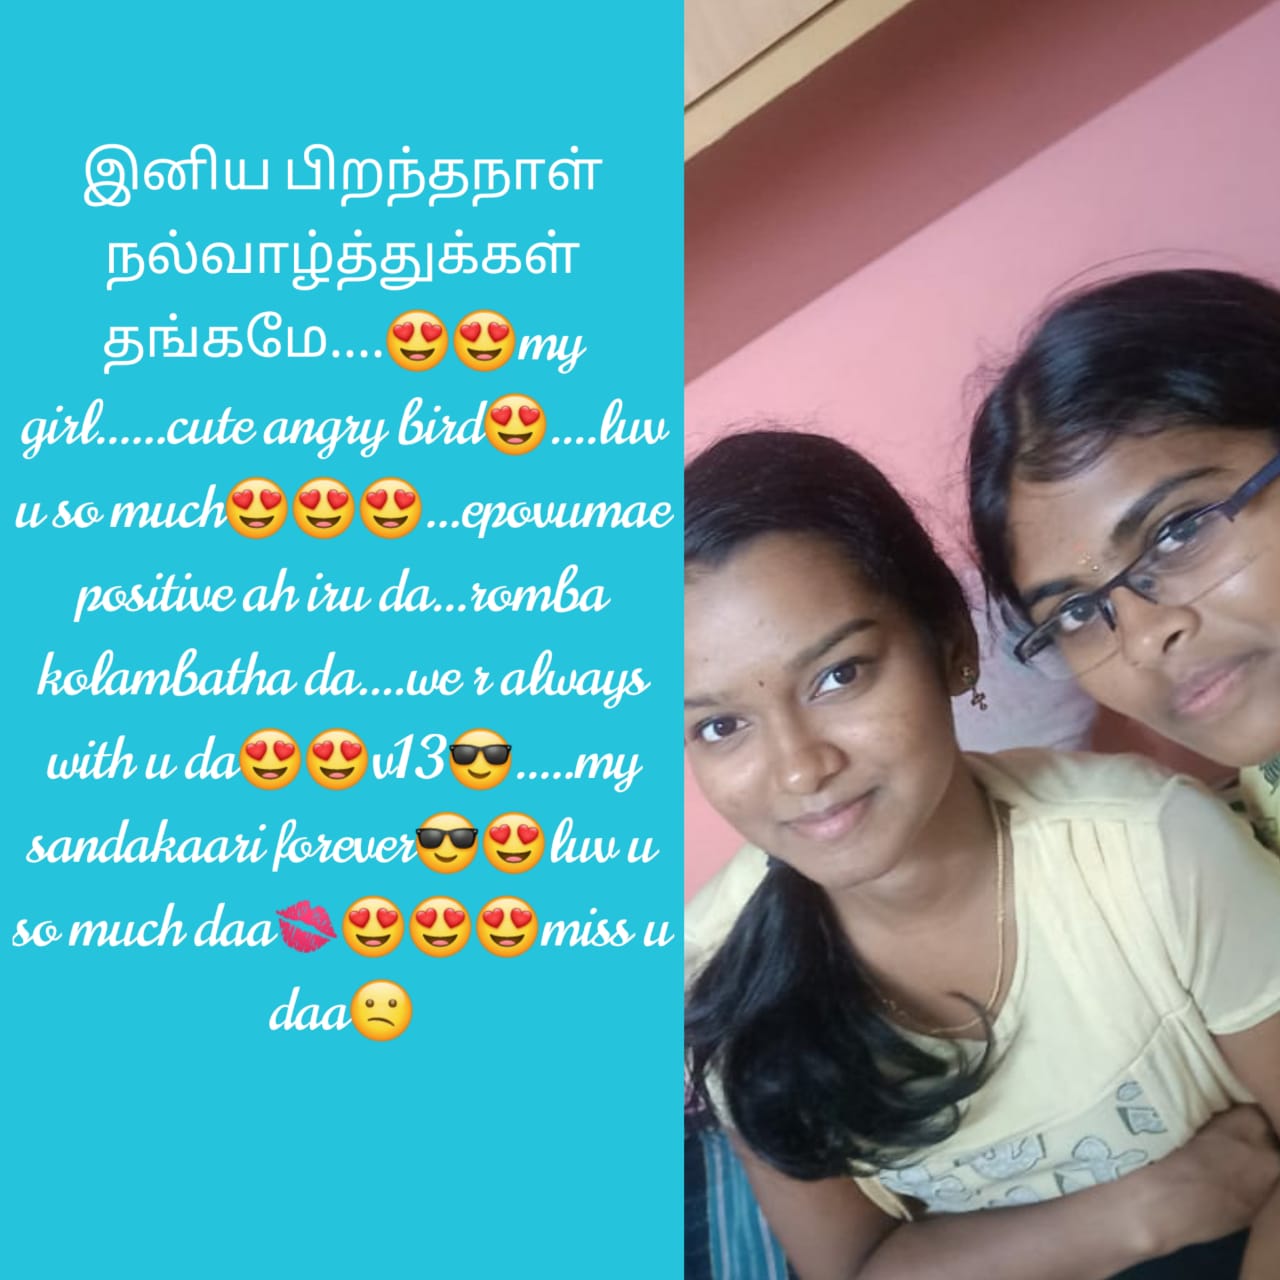 இனிய பிறந்தநாள்
நல்வாழ்த்துக்கள்
தங்கமே....😍😍my
girl......cute angry bird😍....luv
u so much😍😍😍...epovumae
positive ah iru da...romba
kolambatha da....we r always
with u da😍😍v13😎.....my
sandakaari forever😎😍luv u
so much daa💋😍😍😍miss u
daa😕